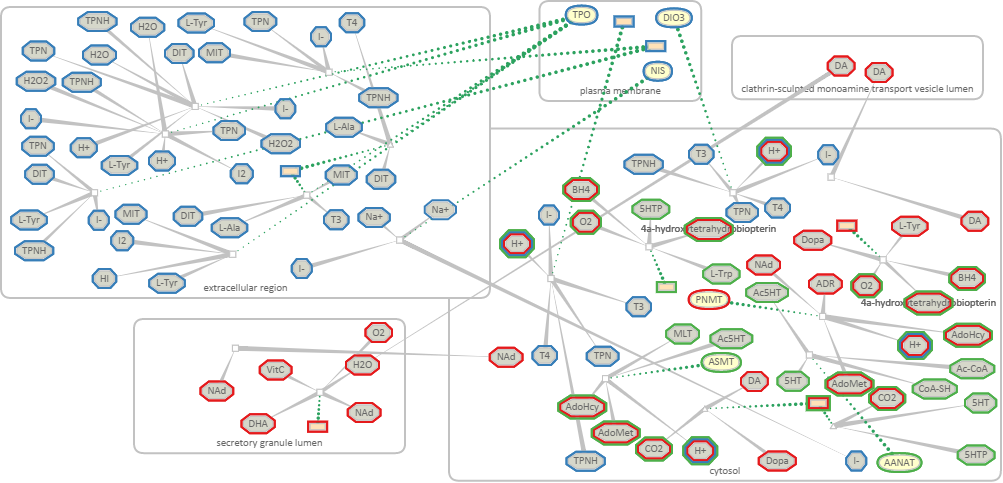 TPNH
H2O
L-Tyr
TPN
I-
T4
TPO
DIO3
TPN
H2O
DIT
MIT
NIS
plasma membrane
DA
DA
clathrin-sculpted monoamine transport vesicle lumen
H2O2
TPNH
TPNH
I-
I-
TPN
H2O2
L-Ala
TPN
H+
L-Tyr
H+
I2
MIT
DIT
DIT
L-Tyr
I-
MIT
DIT
L-Ala
T3
Na+
Na+
TPNH
I2
HI
L-Tyr
I-
extracellular region
T3
H+
I-
TPNH
BH4
I-
O2
5HTP
TPN
T4
DA
H+
4a-hydroxytetrahydrobiopterin
Dopa
L-Tyr
L-Trp
NAd
BH4
T3
PNMT
Ac5HT
ADR
O2
4a-hydroxytetrahydrobiopterin
MLT
Ac5HT
H+
AdoHcy
NAd
T4
TPN
ASMT
DA
5HT
AdoMet
Ac-CoA
CoA-SH
CO2
5HT
AdoHcy
AdoMet
CO2
H+
TPNH
Dopa
I-
AANAT
5HTP
cytosol
O2
VitC
H2O
NAd
DHA
NAd
secretory granule lumen